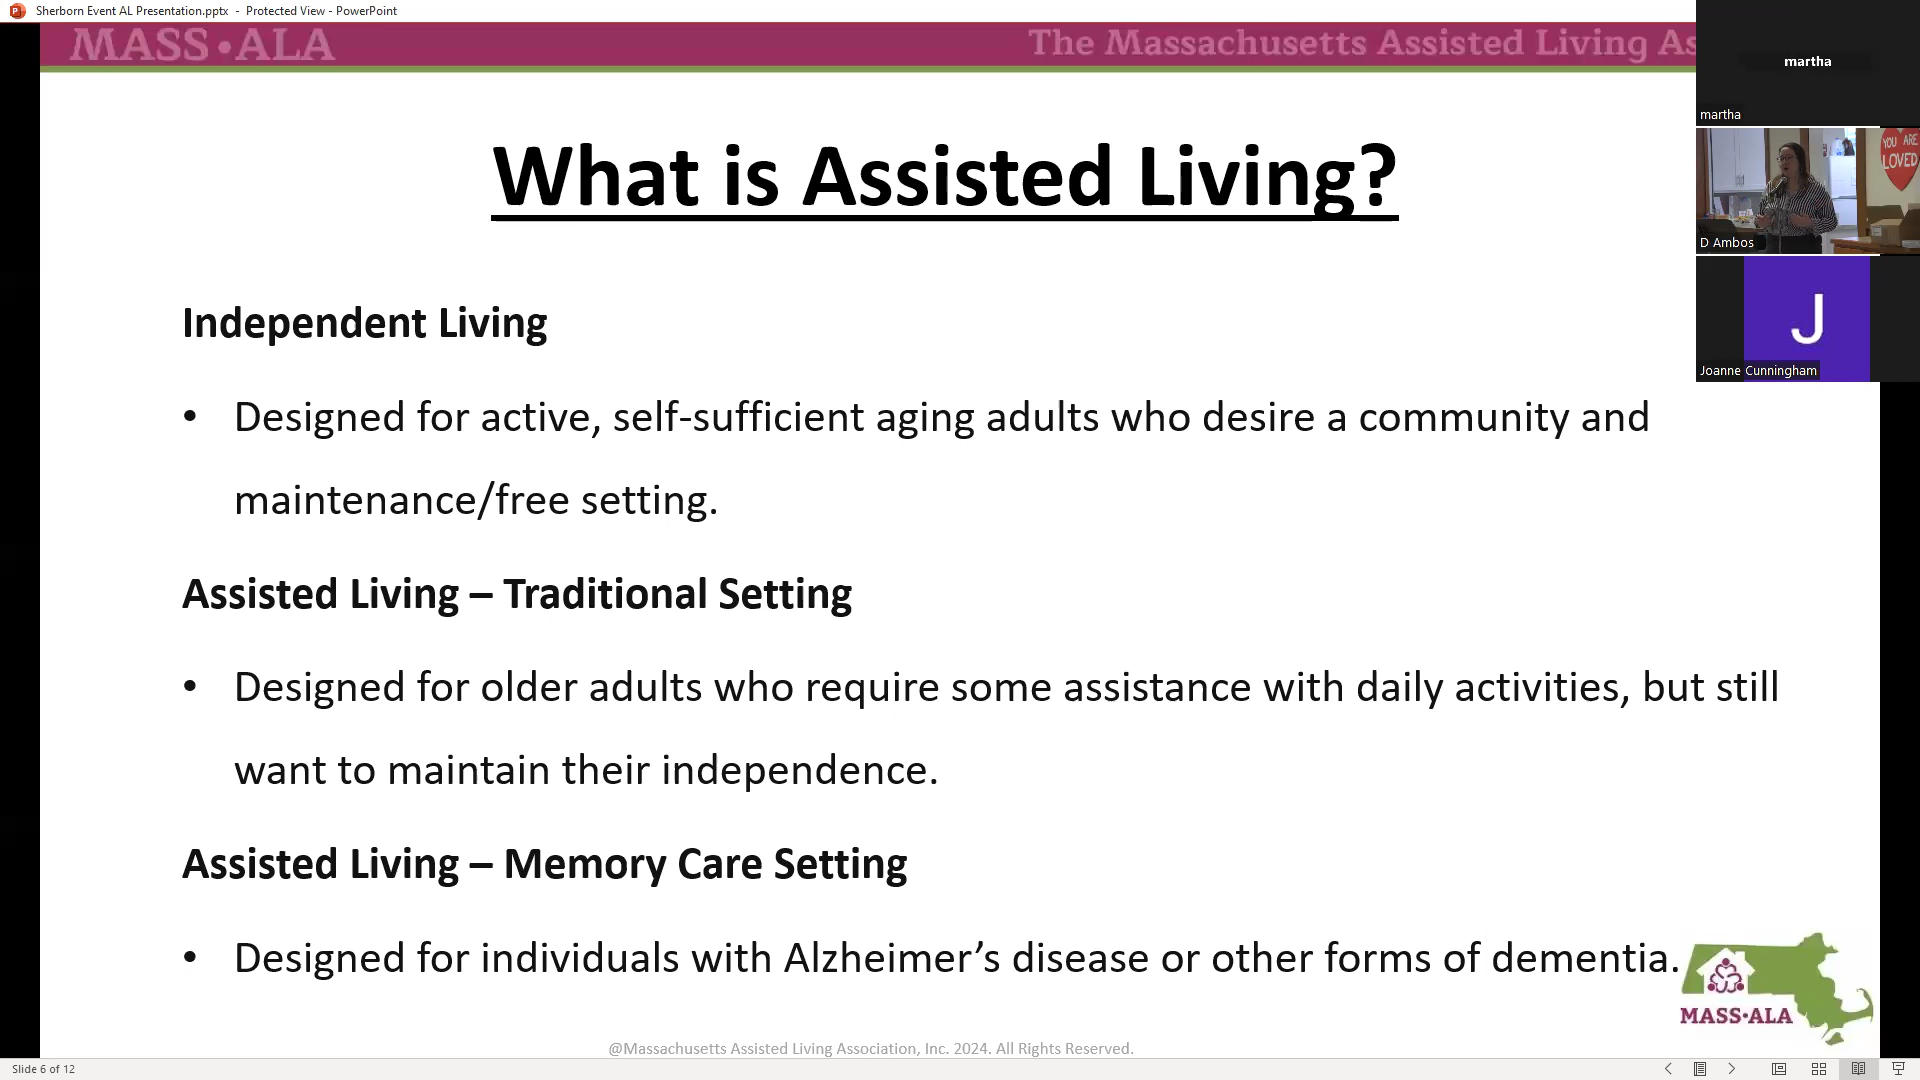 Sherborn Event AL Presentation.pptx - Protected View - PowerPoint
MASS•ALA
The Massachusetts Assisted Living As
martha
martha
YOU ARE
LOVED
D Ambos
J
Joanne Cunningham
What is Assisted Living?
Independent Living
• Designed for active, self-sufficient aging adults who desire a community and
maintenance/free setting.
Assisted Living – Traditional Setting
• Designed for older adults who require some assistance with daily activities, but still
want to maintain their independence.
Assisted Living – Memory Care Setting
• Designed for individuals with Alzheimer’s disease or other forms of dementia.
MASS•ALA
@Massachusetts Assisted Living Association, Inc. 2024. All Rights Reserved.
Slide 6 of 12